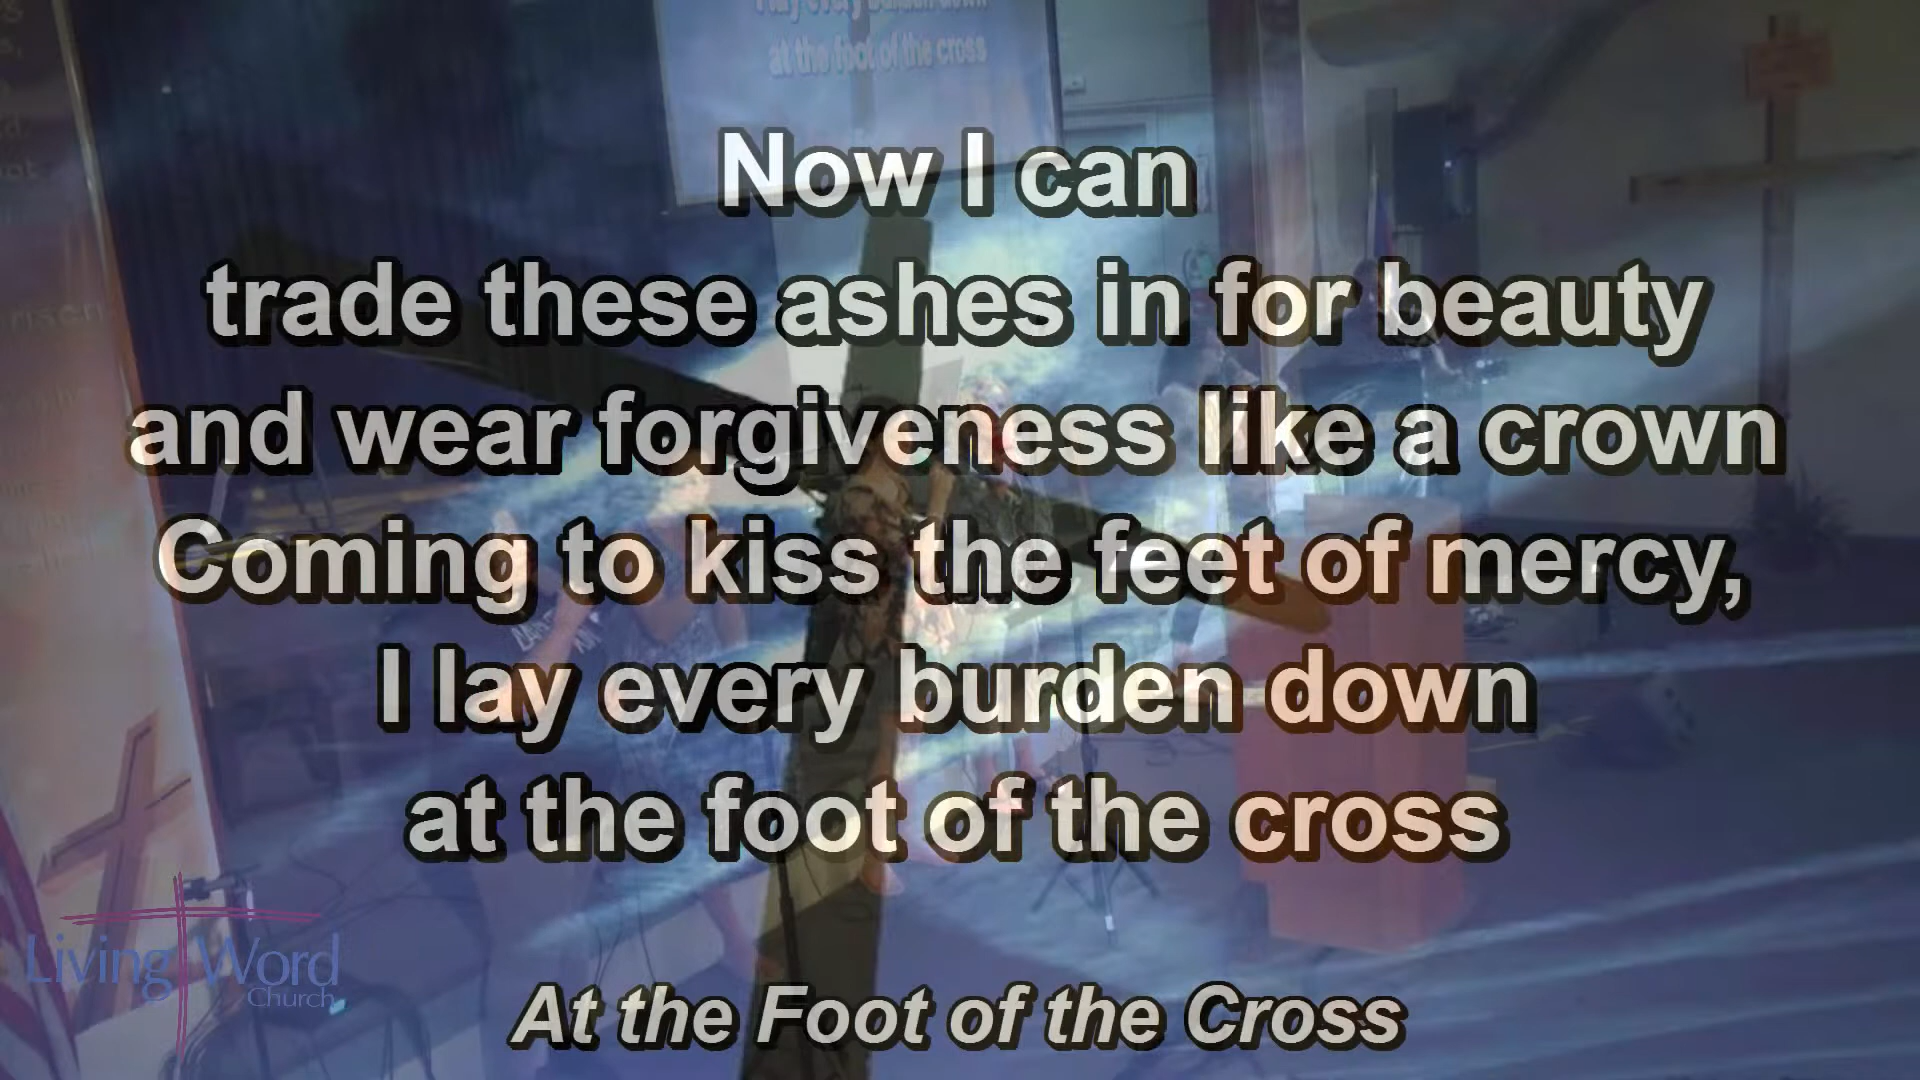 lay every burden down
at the foot of the cross
Now I can
trade these ashes in for beauty
and wear forgiveness like a crown
Coming to kiss the feet of mercy,
I lay every burden down
at the foot of the cross
Living Word
Church
At the Foot of the Cross